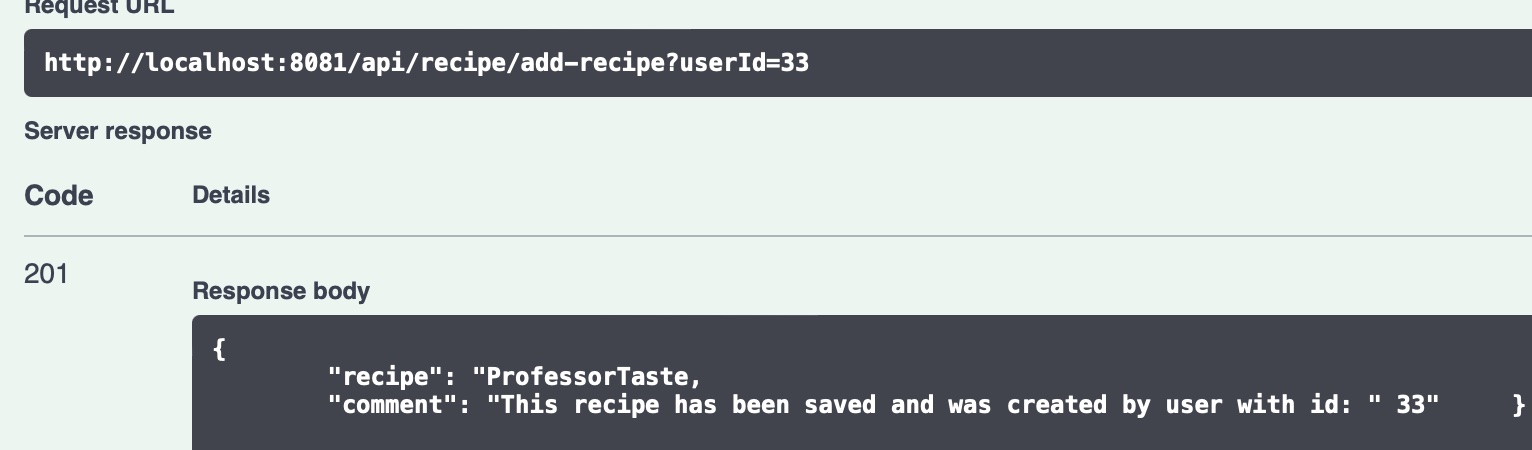 Request URL
http://localhost:8081/api/recipe/add-recipe?userId=33
Server response
Code Details
201
Response body
{
"recipe": "ProfessorTaste,
"comment": "This recipe has been saved and was created by user with id: " 33" }